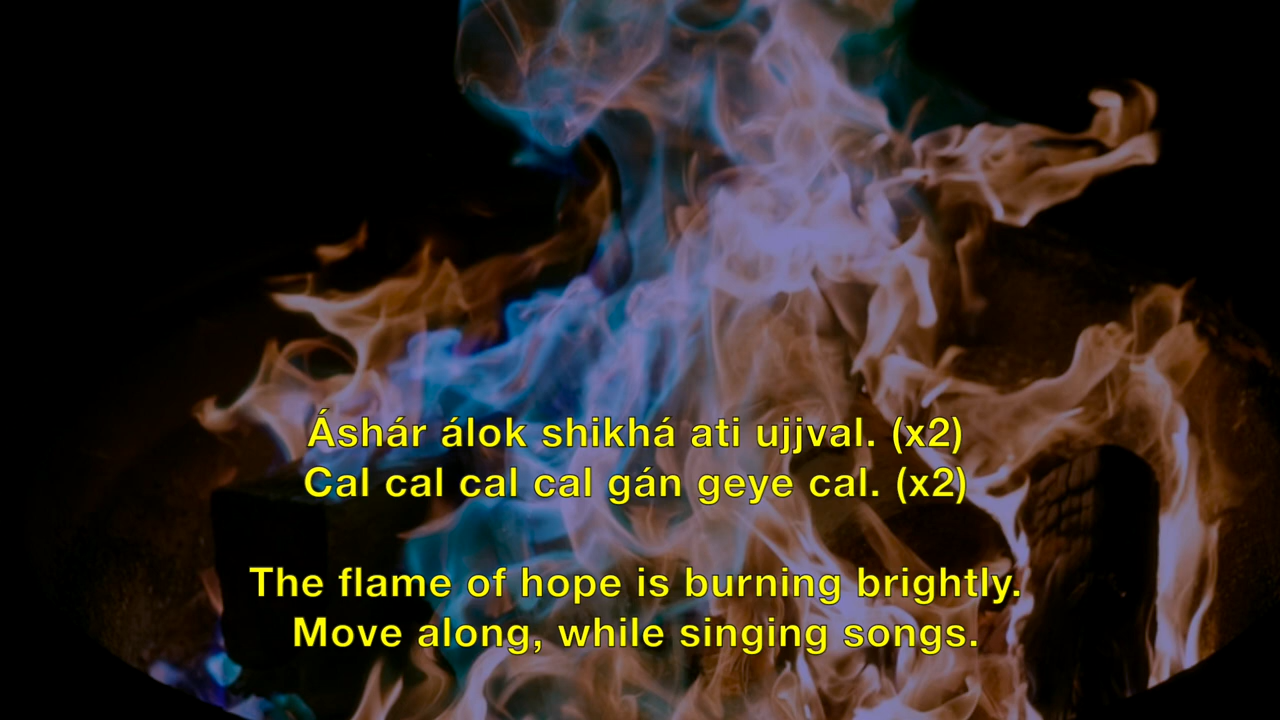 Áshár álok shikhá ati ujjval. (x2)
Cal cal cal cal gán geye cal. (x2)
The flame of hope is burning brightly.
Move along, while singing songs.